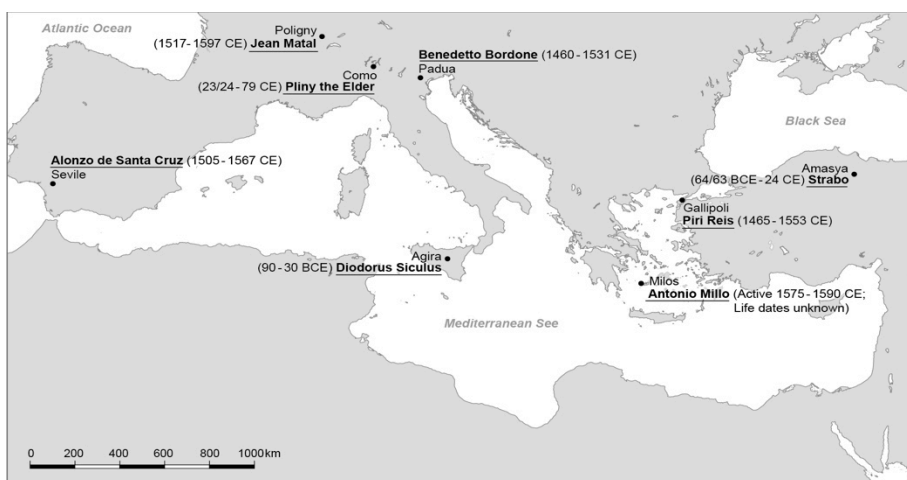 Atlantic Ocean
Poligny
(1517-1597 CE) Jean Matal
Como
(23/24-79 CE) Pliny the Elder
Benedetto Bordone (1460-1531 CE)
Padua
Black Sea
Alonzo de Santa Cruz (1505-1567 CE)
Sevile
Amasya
(64/63 BCE-24 CE) Strabo
Gallipoli
Piri Reis (1465-1553 CE)
Agira
(90-30 BCE) Diodorus Siculus
Milos
Antonio Millo (Active 1575-1590 CE;
Life dates unknown)
Mediterranean See
0 200 400 600 800 1000km